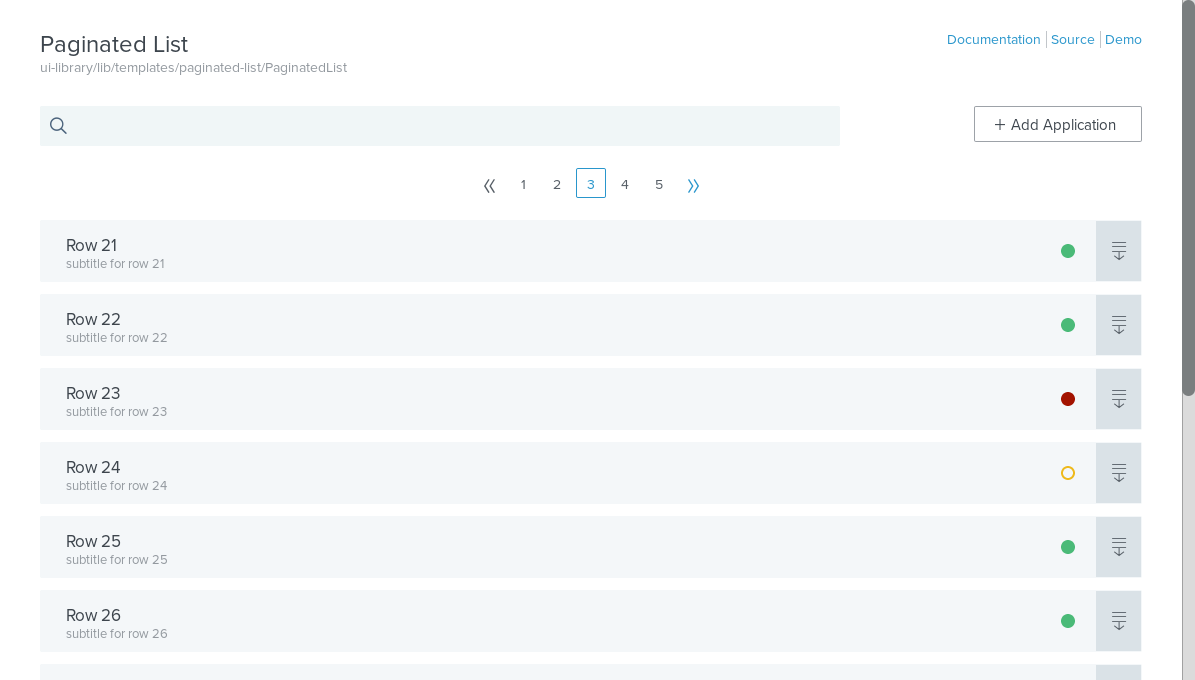 Paginated List
ui-library/lib/templates/paginated-list/PaginatedList
Documentation Source Demo
+ Add Application
« 1 2 3 4 5 »
Row 21
subtitle for row 21
Row 22
subtitle for row 22
Row 23
subtitle for row 23
Row 24
subtitle for row 24
Row 25
subtitle for row 25
Row 26
subtitle for row 26